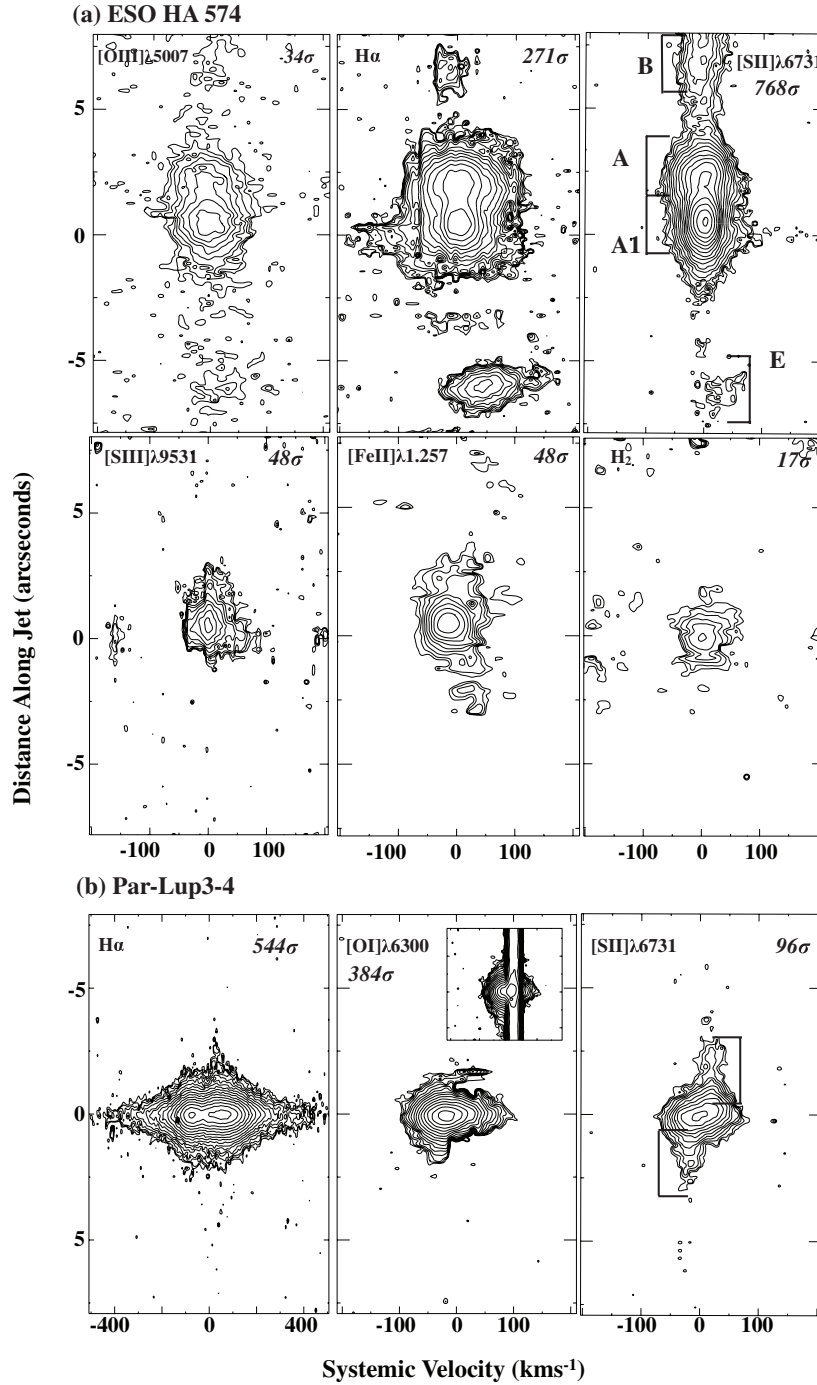 (a) ESO HA 574
[OIII]λ5007 34σ
Hα 271σ
[SII]λ6731
768σ
B
A
A1
E
5
0
-5
[SIII]λ9531 48σ
[FeII]λ1.257 48σ
H2 17σ
5
0
-5
-100 0 100
-100 0 100
-100 0 100
Distance Along Jet (arcseconds)
(b) Par-Lup3-4
Hα 544σ
[OI]λ6300
384σ
[SII]λ6731 96σ
-5
0
5
-400 0 400
-100 0 100
-100 0 100
Systemic Velocity (kms-1)